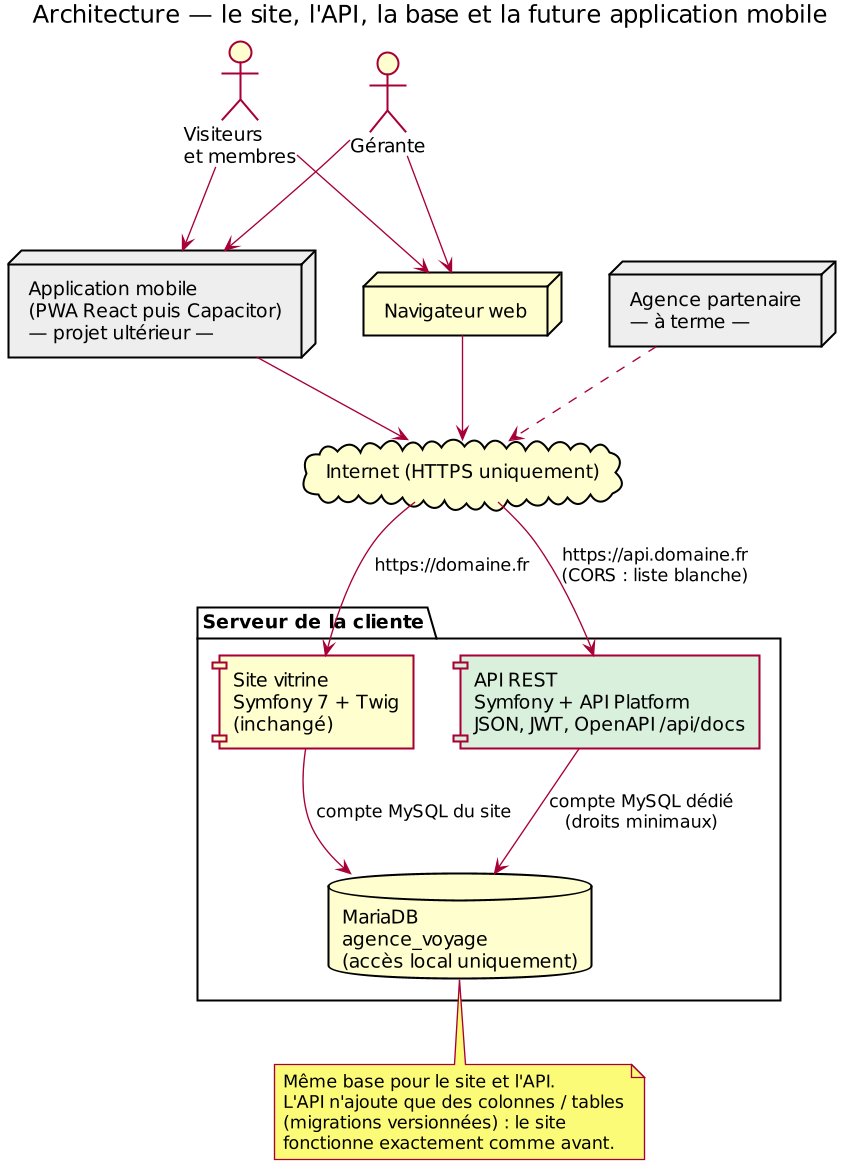 Architecture — le site, l'API, la base et la future application mobile
Visiteurs
et membres
Gérante
Application mobile
(PWA React puis Capacitor)
— projet ultérieur —
Navigateur web
Agence partenaire
— à terme —
Internet (HTTPS uniquement)
https://domaine.fr
https://api.domaine.fr
(CORS : liste blanche)
Serveur de la cliente
Site vitrine
Symfony 7 + Twig
(inchangé)
API REST
Symfony + API Platform
JSON, JWT, OpenAPI /api/docs
compte MySQL du site
compte MySQL dédié
(droits minimaux)
MariaDB
agence_voyage
(accès local uniquement)
Même base pour le site et l'API.
L'API n'ajoute que des colonnes / tables
(migrations versionnées) : le site
fonctionne exactement comme avant.